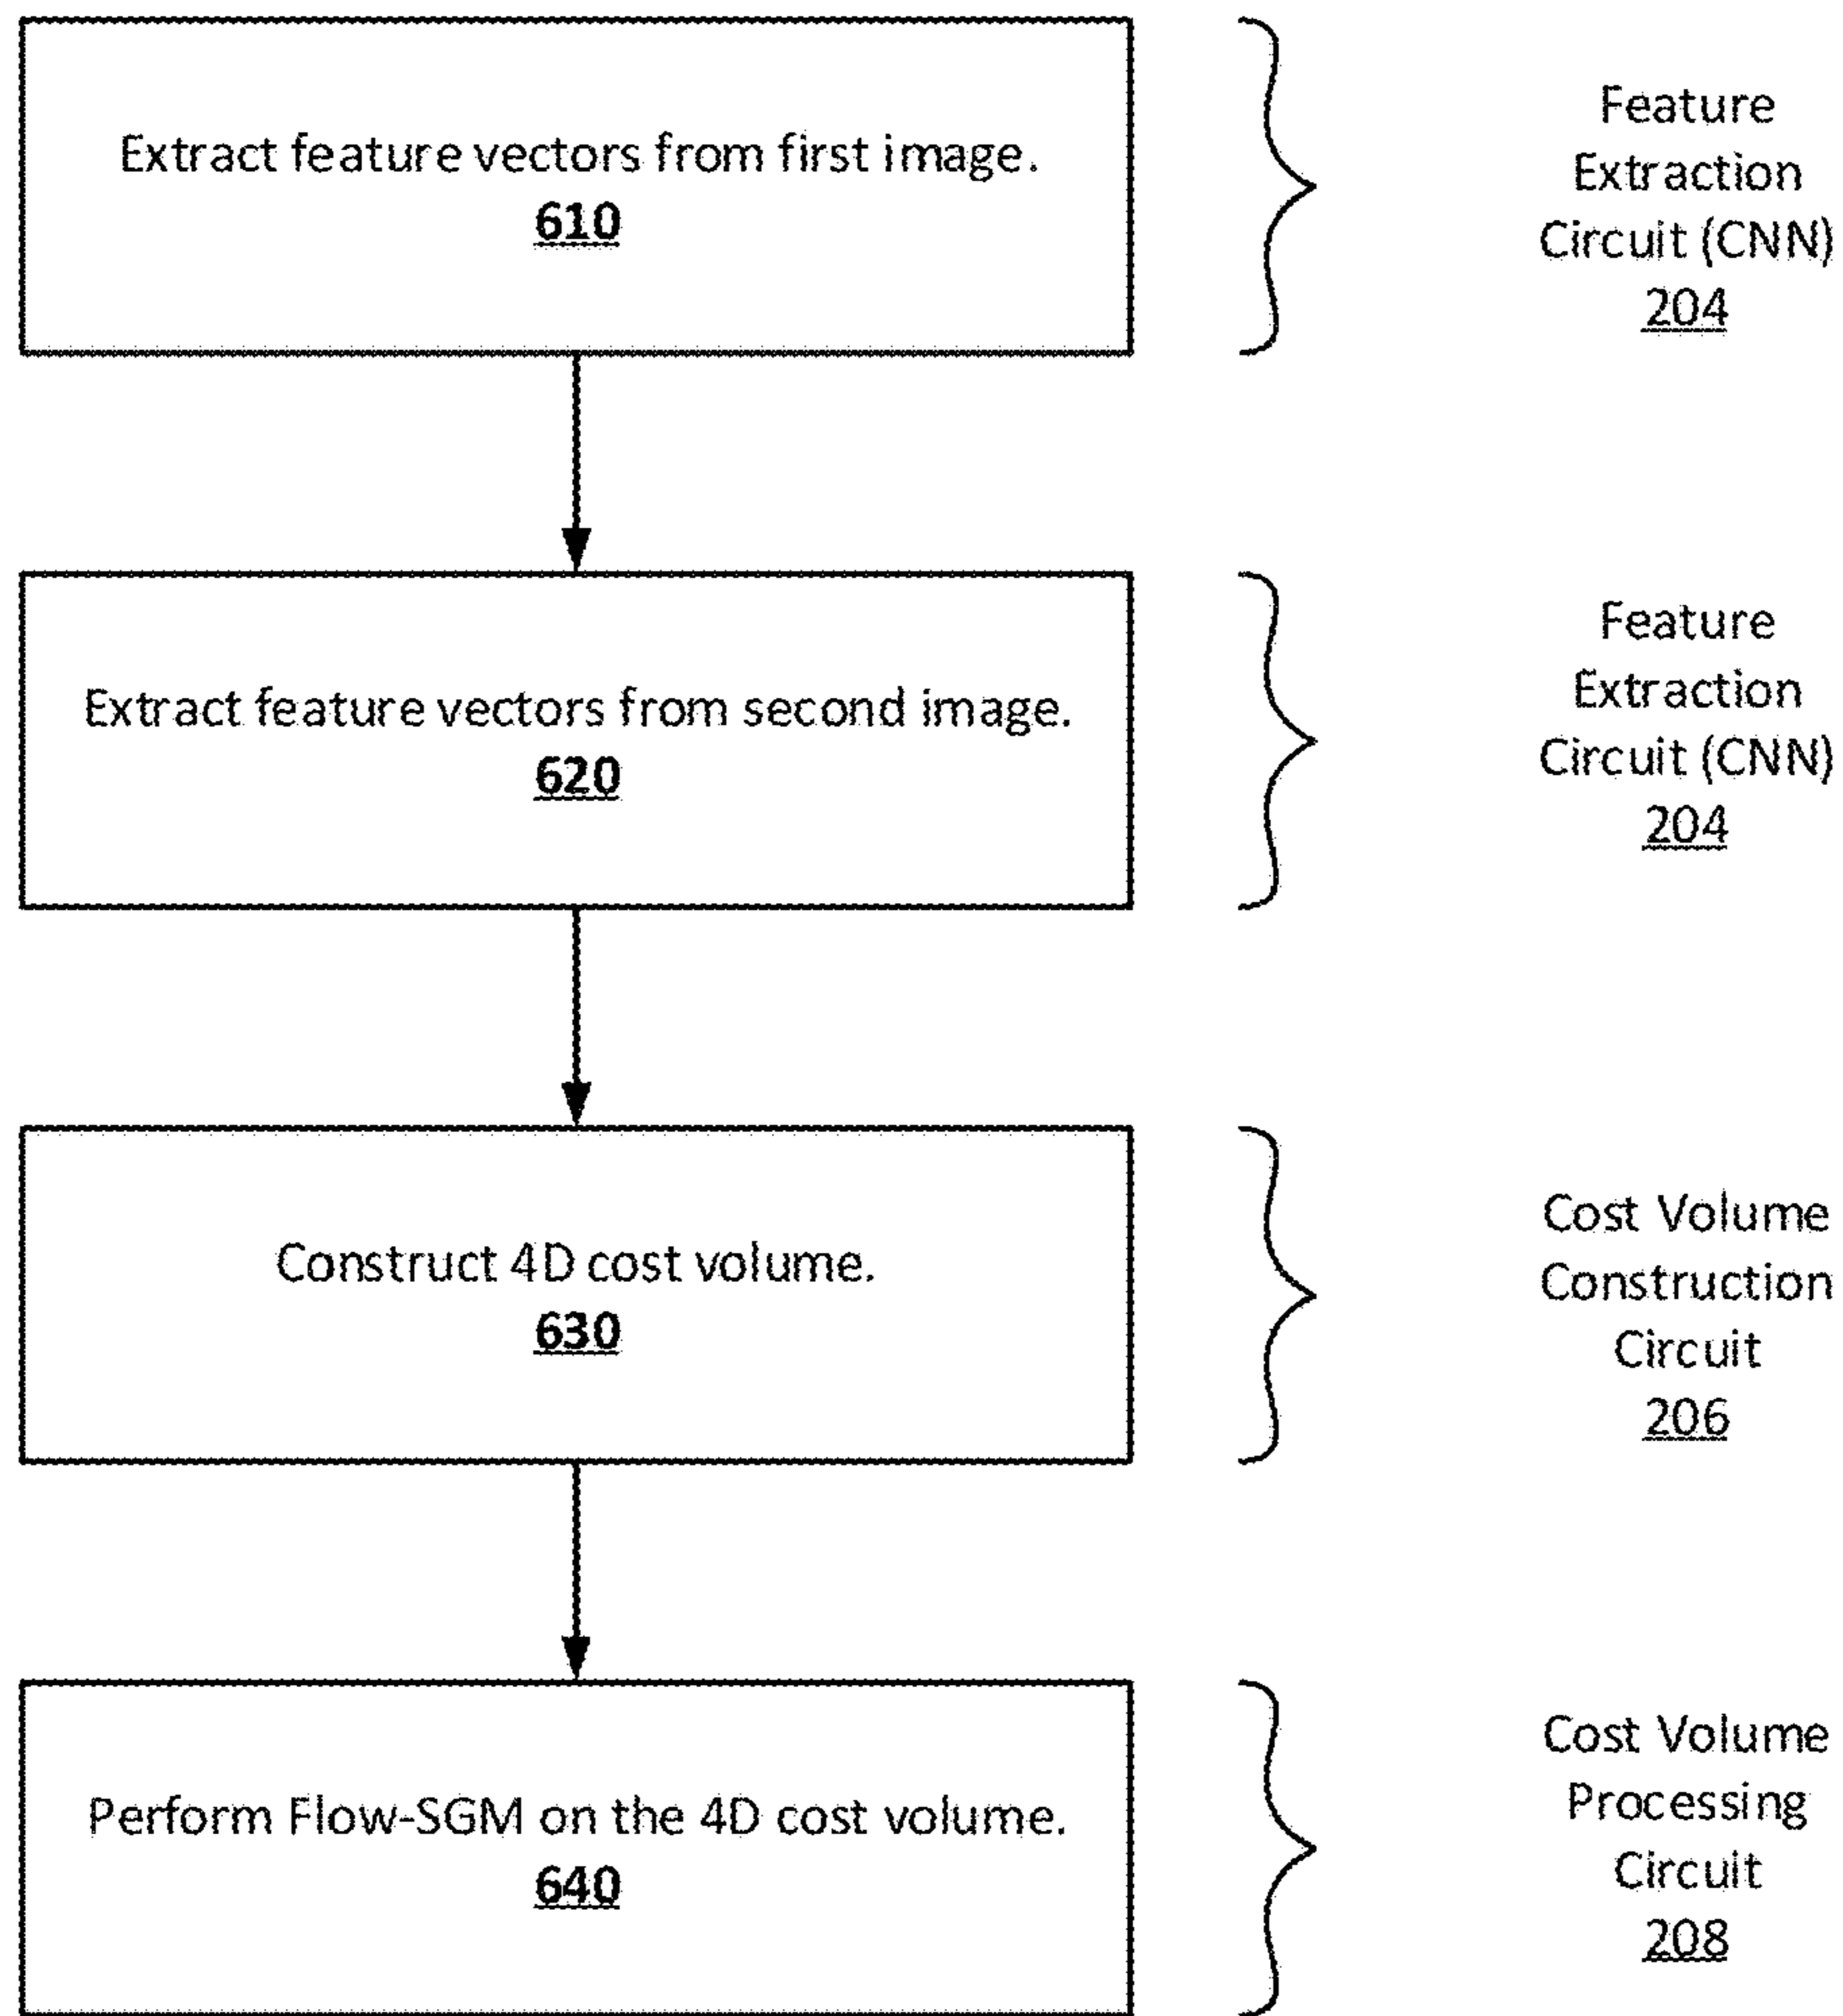 Extract feature vectors from first image.
610
Feature
Extraction
Circuit (CNN)
204
Extract feature vectors from second image.
620
Feature
Extraction
Circuit (CNN)
204
Construct 4D cost volume.
630
Cost Volume
Construction
Circuit
206
Perform Flow-SGM on the 4D cost volume.
640
Cost Volume
Processing
Circuit
208